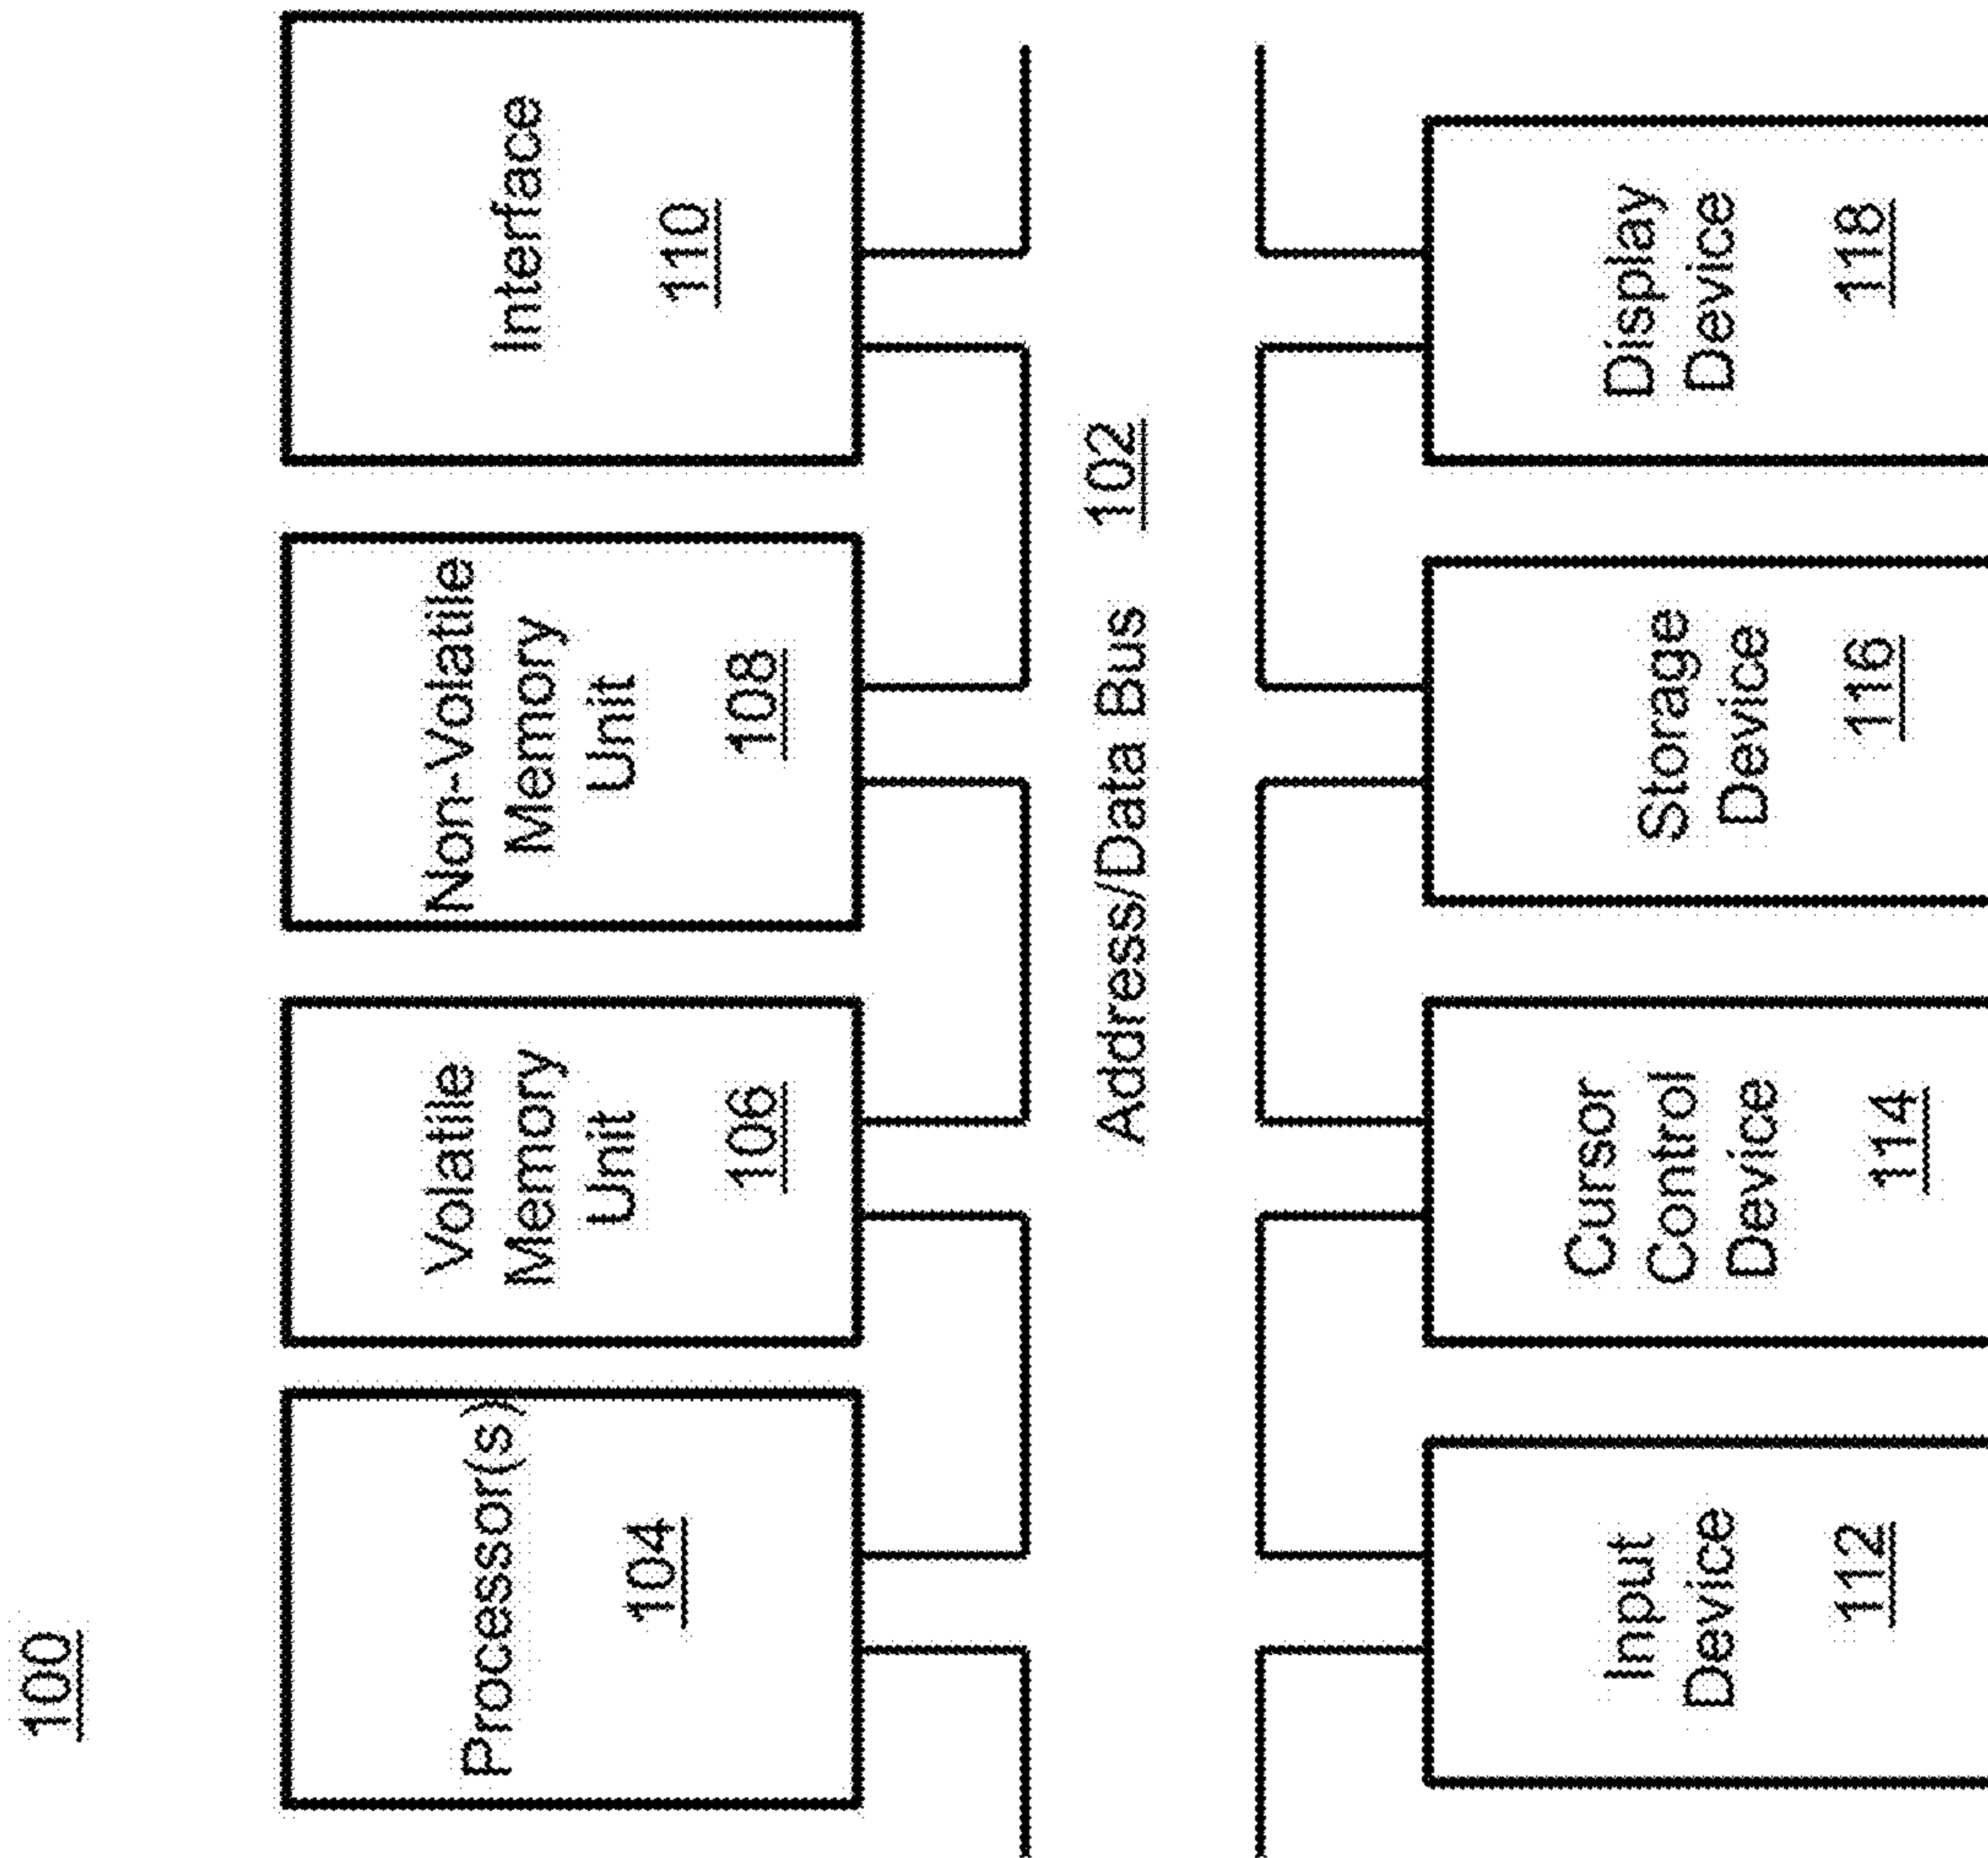 100
Processor(s)
104
Volatile
Memory
Unit
106
Non-Volatile
Memory
Unit
108
Interface
110
Address/Data Bus 102
Input
Device
112
Cursor
Control
Device
114
Storage
Device
116
Display
Device
118